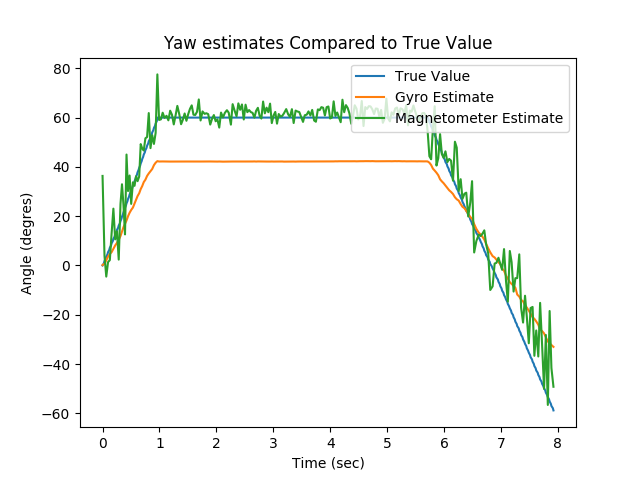 Yaw estimates Compared to True Value
True Value
Gyro Estimate
Magnetometer Estimate
80
60
40
20
0
−20
−40
−60
Angle (degres)
0 1 2 3 4 5 6 7 8
Time (sec)